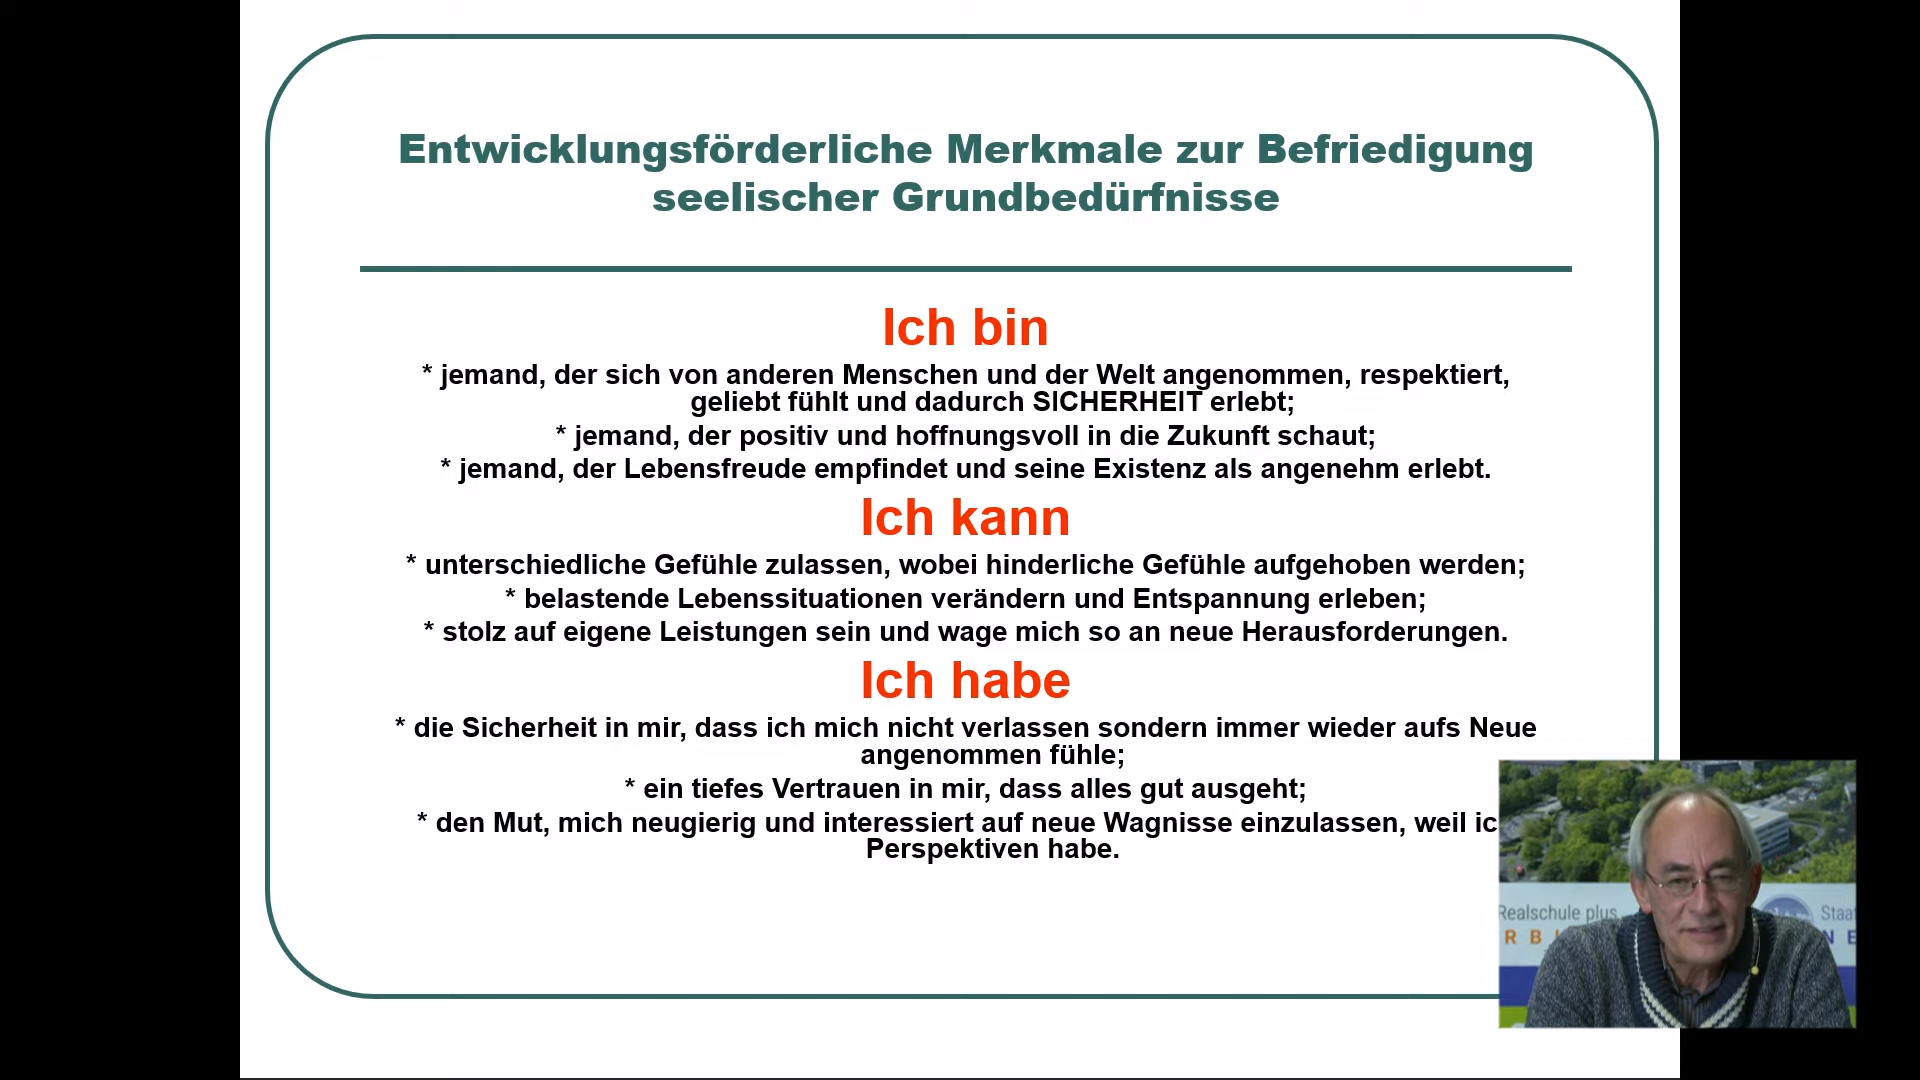 Entwicklungsförderliche Merkmale zur Befriedigung
seelischer Grundbedürfnisse
Ich bin
* jemand, der sich von anderen Menschen und der Welt angenommen, respektiert,
geliebt fühlt und dadurch SICHERHEIT erlebt;
* jemand, der positiv und hoffnungsvoll in die Zukunft schaut;
* jemand, der Lebensfreude empfindet und seine Existenz als angenehm erlebt.
Ich kann
* unterschiedliche Gefühle zulassen, wobei hinderliche Gefühle aufgehoben werden;
* belastende Lebenssituationen verändern und Entspannung erleben;
* stolz auf eigene Leistungen sein und wage mich so an neue Herausforderungen.
Ich habe
* die Sicherheit in mir, dass ich mich nicht verlassen sondern immer wieder aufs Neue
angenommen fühle;
* ein tiefes Vertrauen in mir, dass alles gut ausgeht;
* den Mut, mich neugierig und interessiert auf neue Wagnisse einzulassen, weil ic
Perspektiven habe.
Realschule plus